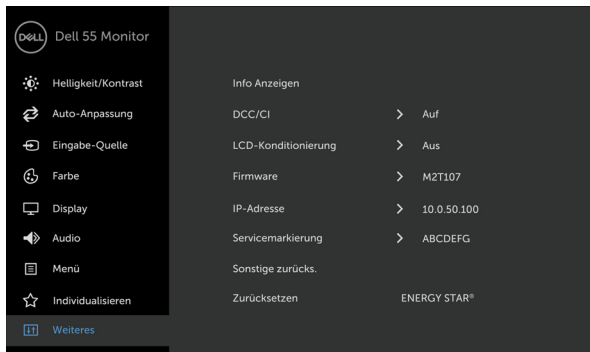 DELL Dell 55 Monitor
Helligkeit/Kontrast
Auto-Anpassung
Eingabe-Quelle
Farbe
Display
Audio
Menü
Individualisieren
Weiteres
Info Anzeigen
DCC/CI > Auf
LCD-Konditionierung > Aus
Firmware > M2T107
IP-Adresse > 10.0.50.100
Servicemarkierung > ABCDEFG
Sonstige zurücks.
Zurücksetzen ENERGY STAR®